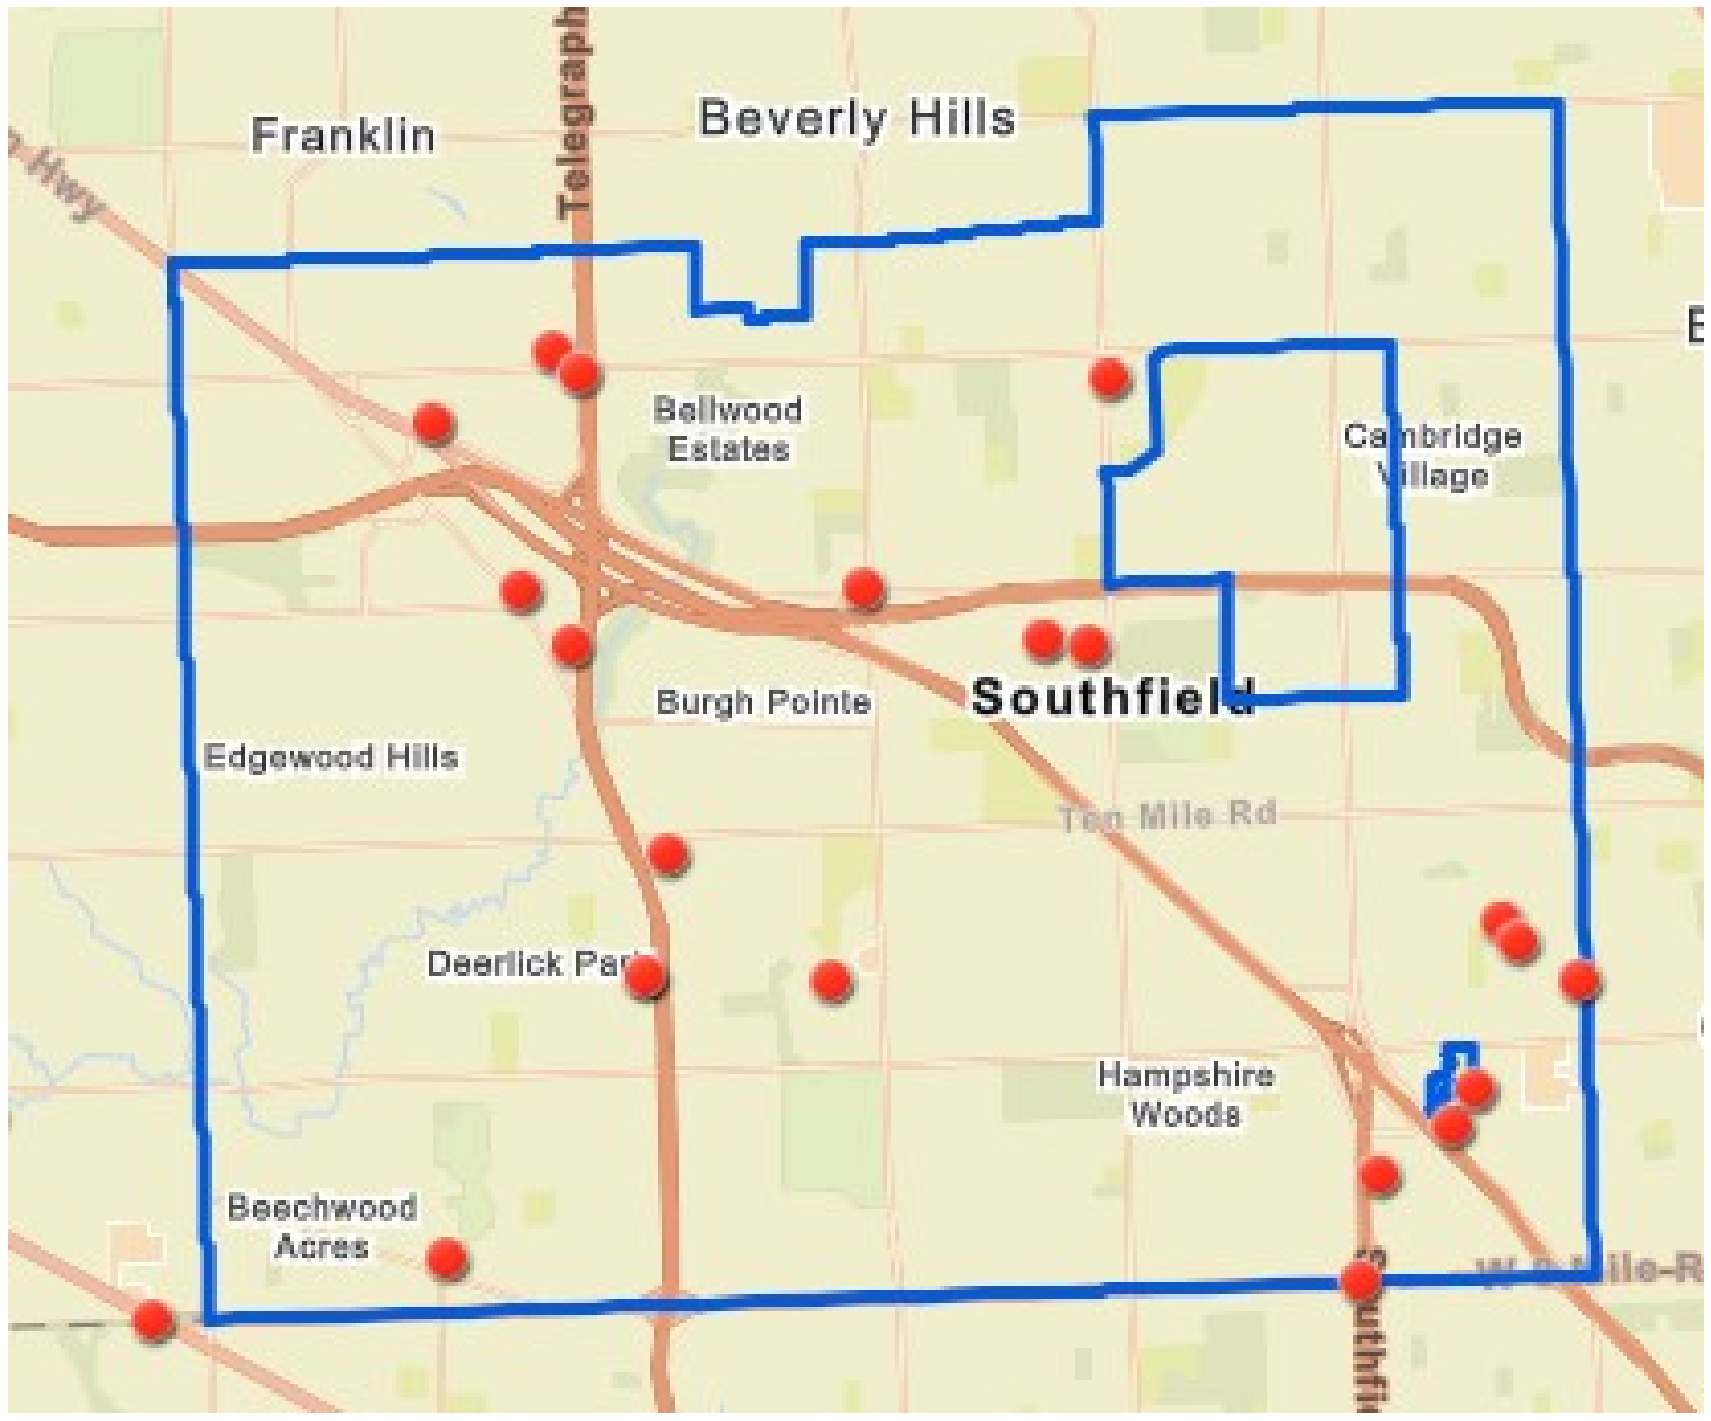 Telegraph
Beverly Hills
Franklin
Hwy
Bellwood
Estates
Cambridge
Village
Southfield
Burgh Pointe
Edgewood Hills
Ten Mile Rd
Deerlick Park
Hampshire
Woods
Beechwood
Acres